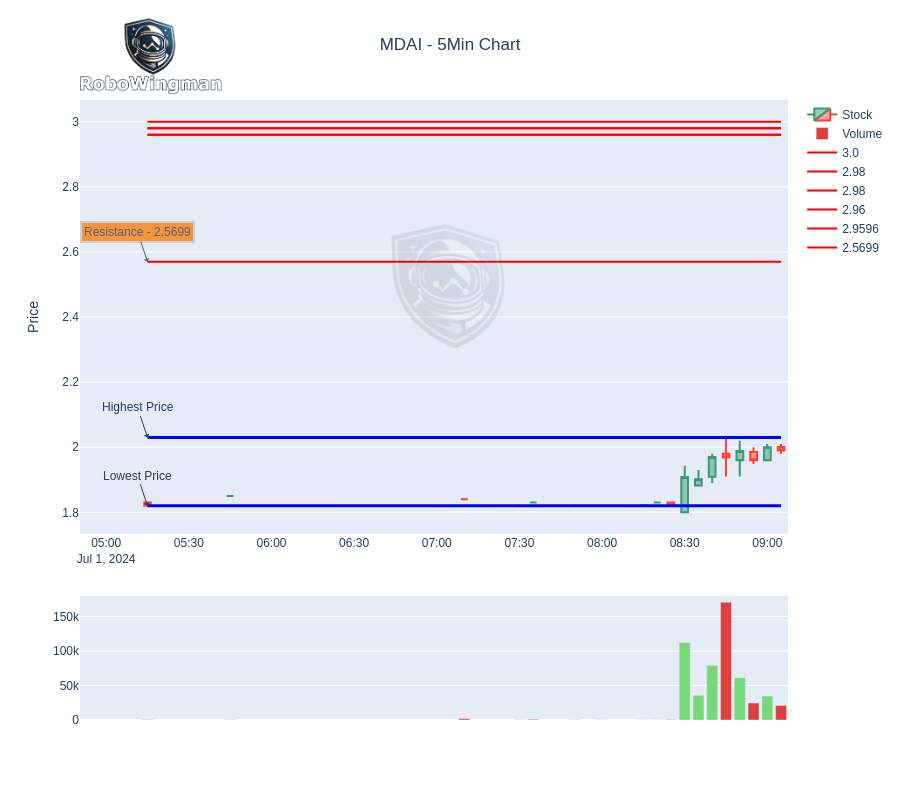 MDAI - 5Min Chart
RoboWingman
Stock
Volume
3.0
2.98
2.98
2.96
2.9596
2.5699
3
2.8
2.6
2.4
2.2
2
1.8
Price
Resistance - 2.5699
Highest Price
Lowest Price
05:00
Jul 1, 2024
05:30
06:00
06:30
07:00
07:30
08:00
08:30
09:00
150k
100k
50k
0